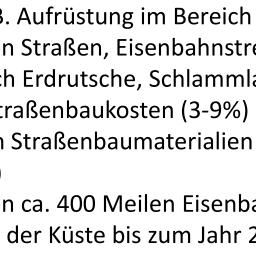 . Aufrüstung im Bereich
n Straßen, Eisenbahnstre
ch Erdrutsche, Schlammla
traßenbaukosten (3-9%)
Straßenbaumaterialien
)
n ca. 400 Meilen Eisenba
der Küste bis zum Jahr 2